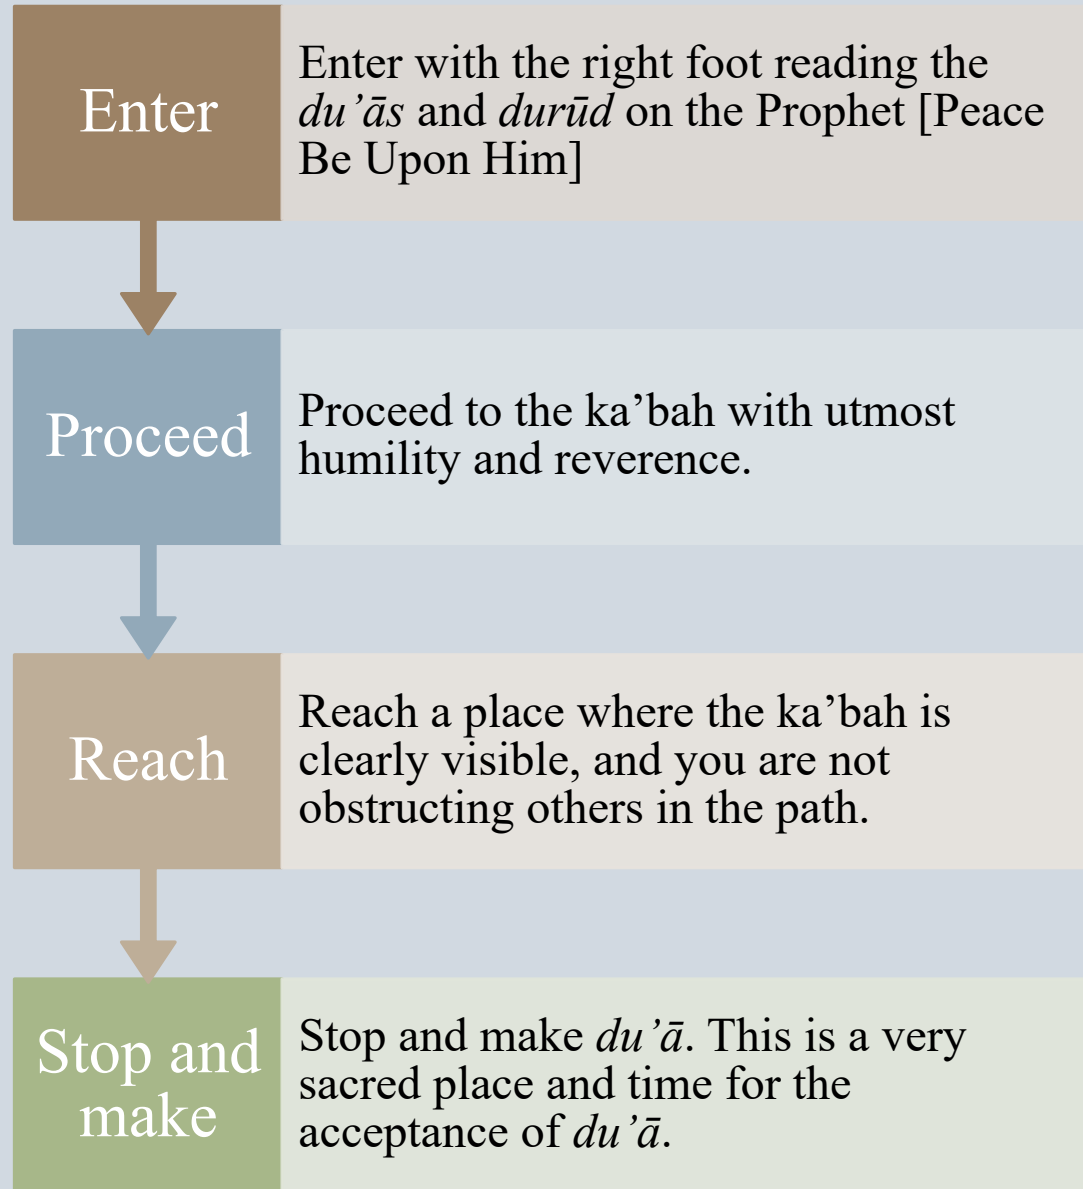 Enter
Enter with the right foot reading the
du’ās and durūd on the Prophet [Peace
Be Upon Him]
Proceed
Proceed to the ka’bah with utmost
humility and reverence.
Reach
Reach a place where the ka’bah is
clearly visible, and you are not
obstructing others in the path.
Stop and
make
Stop and make du’ā. This is a very
sacred place and time for the
acceptance of du’ā.